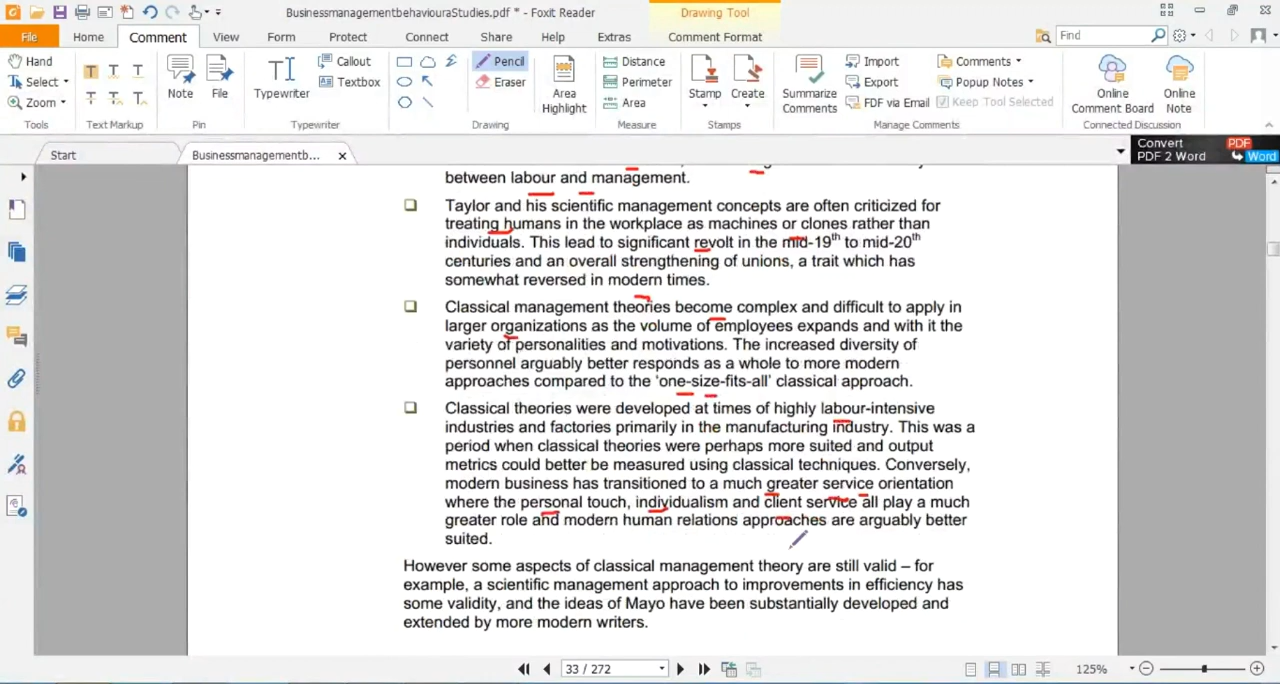 BusinessmanagementbehaviouraStudies.pdf * - Foxit Reader
Drawing Tool
File Home Comment View Form Protect Connect Share Help Extras Comment Format
Find
Hand
Select
Zoom
Tools
T T T
T T T
Text Markup
Note
File
Pin
Typewriter
Callout
Textbox
Typewriter
Pencil
Eraser
Drawing
Area
Highlight
Distance
Perimeter
Area
Measure
Stamp
Create
Stamps
Summarize
Comments
Import
Export
FDF via Email
Comments
Popup Notes
Keep Tool Selected
Manage Comments
Online
Comment Board
Online
Note
Connected Discussion
Start
Businessmanagementb...
Convert PDF
PDF 2 Word Word
between labour and management.
Taylor and his scientific management concepts are often criticized for
treating humans in the workplace as machines or clones rather than
individuals. This lead to significant revolt in the mid-19th to mid-20th
centuries and an overall strengthening of unions, a trait which has
somewhat reversed in modern times.
Classical management theories become complex and difficult to apply in
larger organizations as the volume of employees expands and with it the
variety of personalities and motivations. The increased diversity of
personnel arguably better responds as a whole to more modern
approaches compared to the 'one-size-fits-all' classical approach.
Classical theories were developed at times of highly labour-intensive
industries and factories primarily in the manufacturing industry. This was a
period when classical theories were perhaps more suited and output
metrics could better be measured using classical techniques. Conversely,
modern business has transitioned to a much greater service orientation
where the personal touch, individualism and client service all play a much
greater role and modern human relations approaches are arguably better
suited.
However some aspects of classical management theory are still valid – for
example, a scientific management approach to improvements in efficiency has
some validity, and the ideas of Mayo have been substantially developed and
extended by more modern writers.
33 / 272
125%